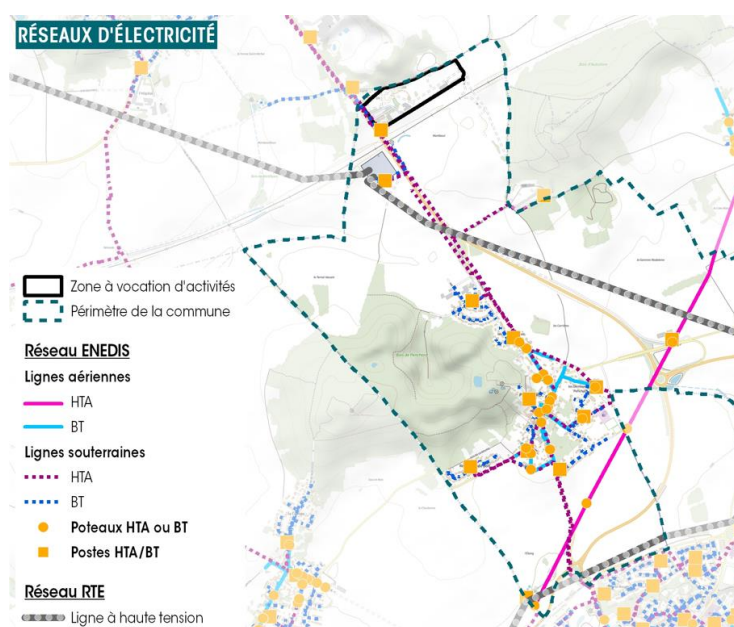 RÉSEAUX D'ÉLECTRICITÉ
Zone à vocation d'activités
Périmètre de la commune
Réseau ENEDIS
Lignes aériennes
HTA
BT
Lignes souterraines
HTA
BT
Poteaux HTA ou BT
Postes HTA/BT
Réseau RTE
Ligne à haute tension